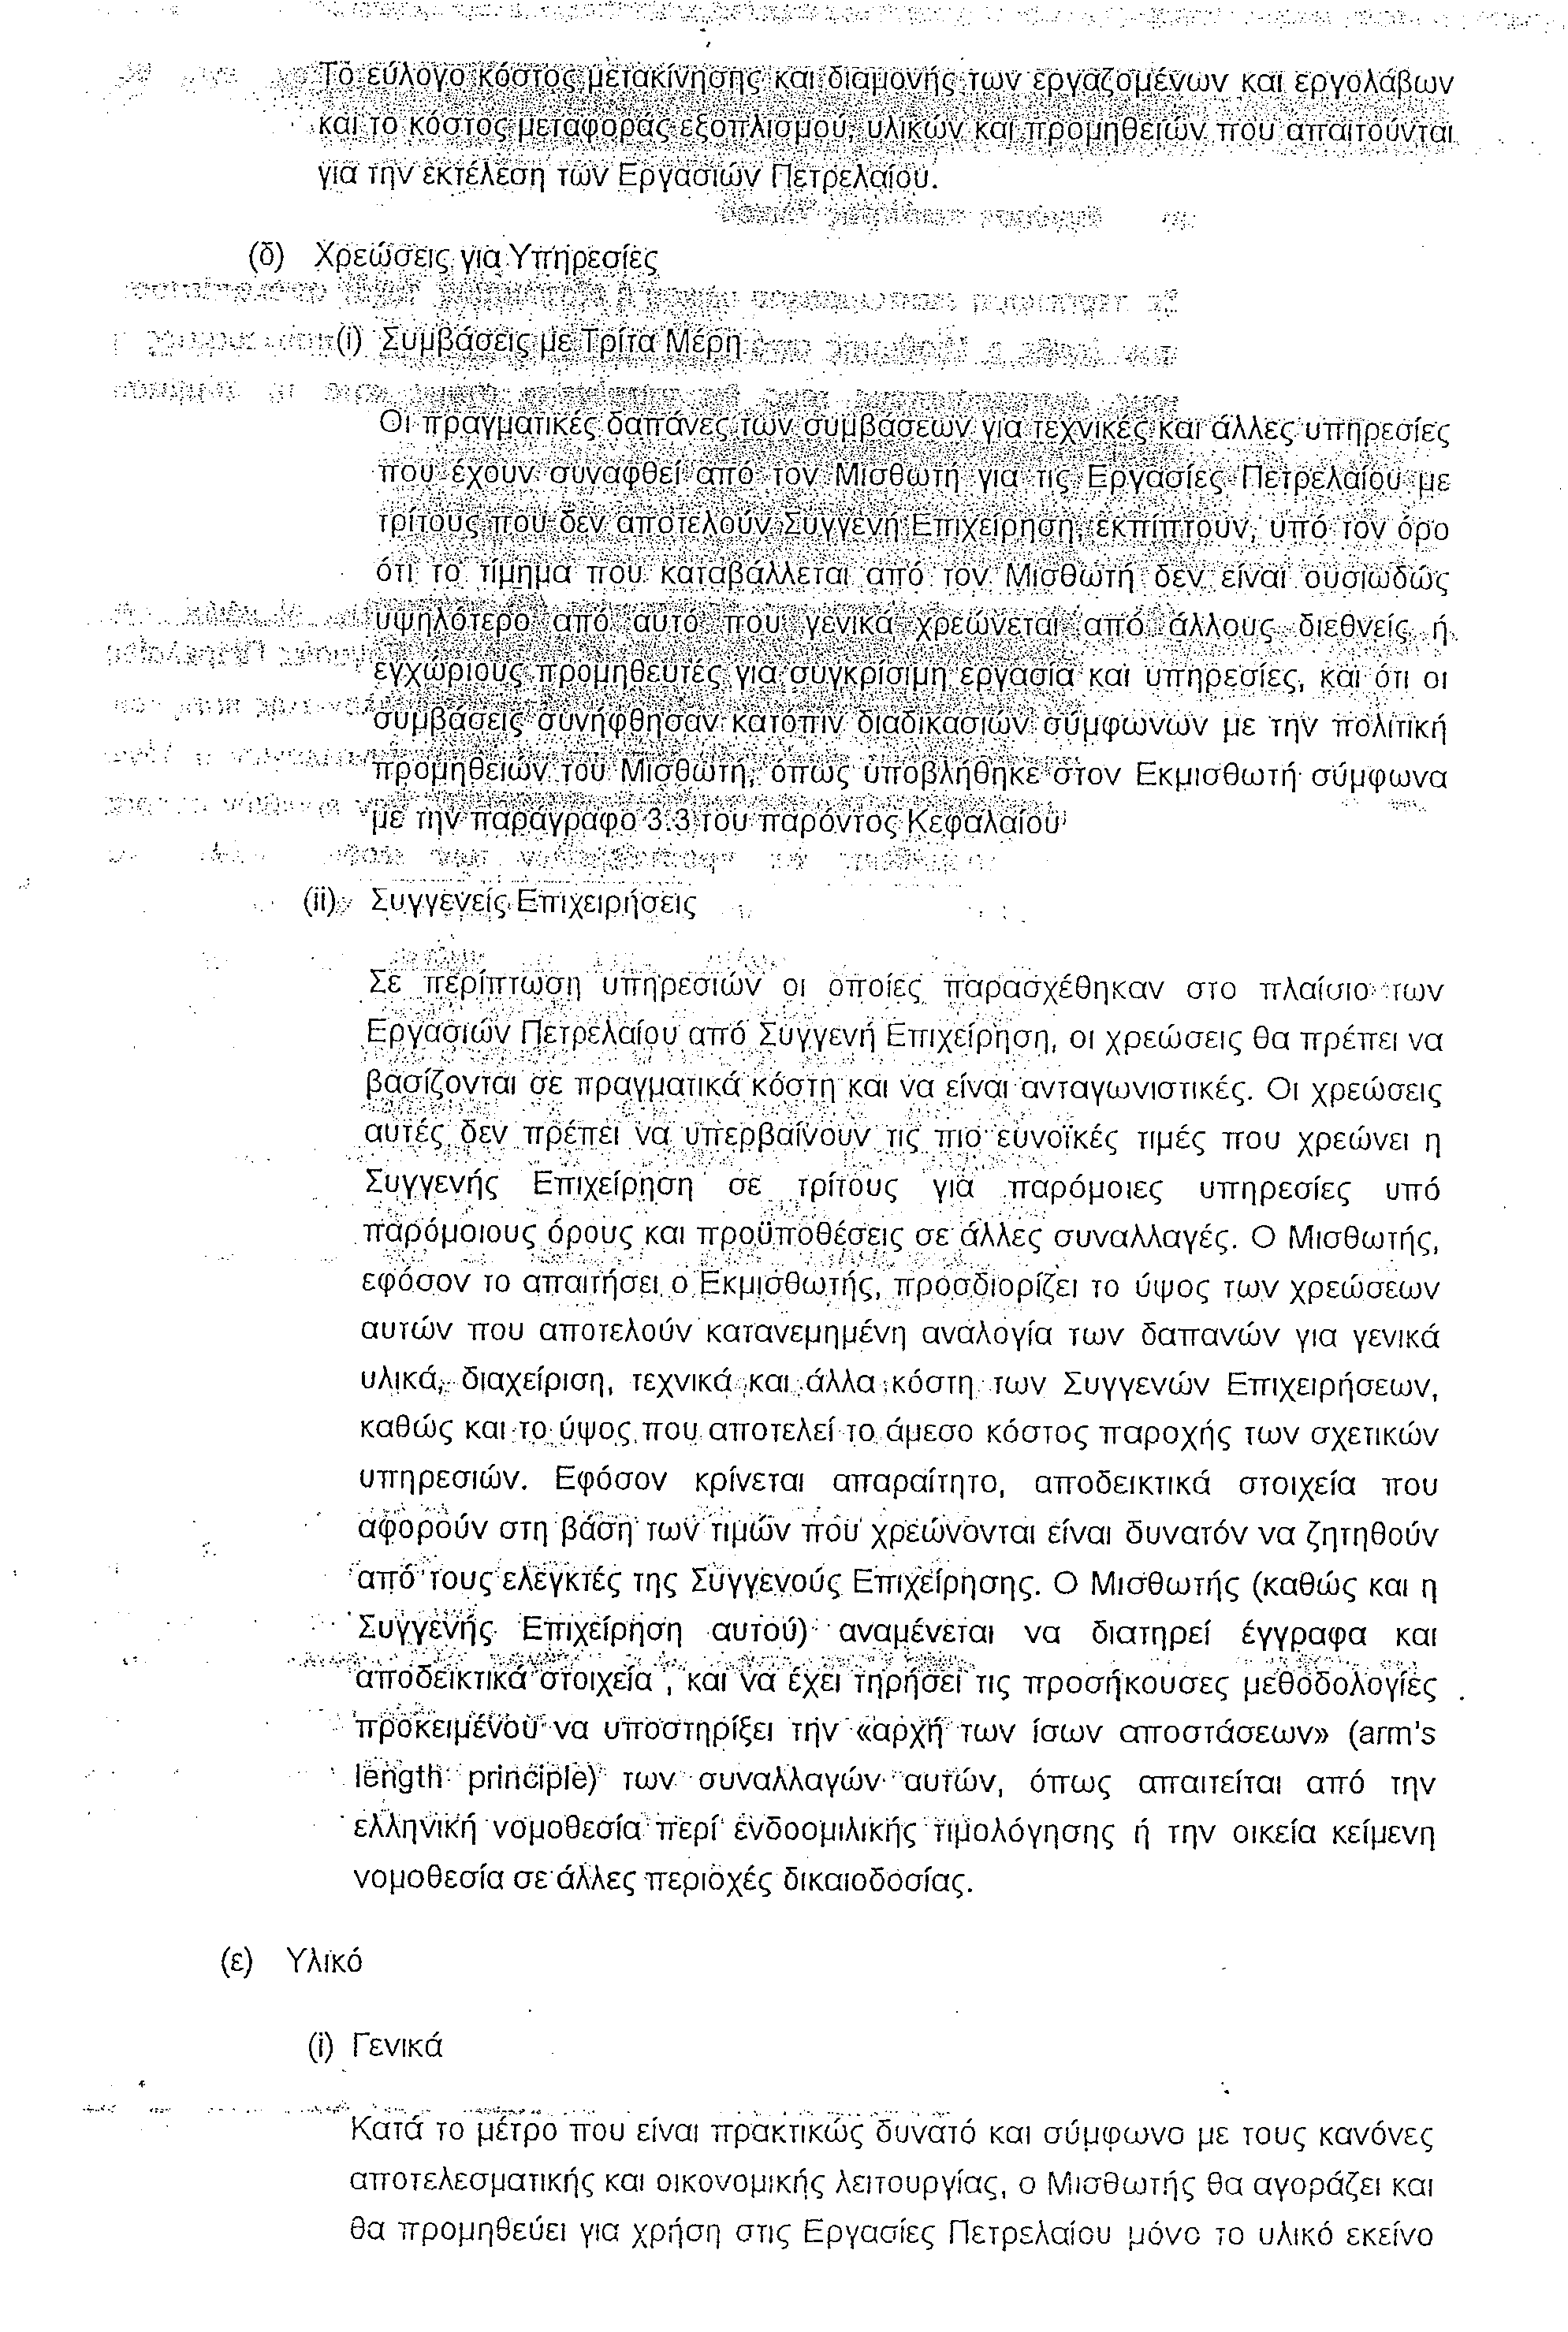 Το εύλογο κόστος μετακίνησης και διαμονής των εργαζομένων και εργολάβων
και το κόστος μεταφοράς εξοπλισμού, υλικών και προμηθειών που απαιτούνται
για την εκτέλεση των Εργασιών Πετρελαίου.
(δ) Χρεώσεις για Υπηρεσίες
(i) Συμβάσεις με Τρίτα Μέρη
Οι πραγματικές δαπάνες των συμβάσεων για τεχνικές και άλλες υπηρεσίες
που έχουν συναφθεί από τον Μισθωτή για τις Εργασίες Πετρελαίου με
τρίτους που δεν αποτελούν Συγγενή Επιχείρηση, εκπίπτουν, υπό τον όρο
ότι το τίμημα που καταβάλλεται από τον Μισθωτή δεν είναι ουσιωδώς
υψηλότερο από αυτό που γενικά χρεώνεται από άλλους διεθνείς ή
εγχώριους προμηθευτές για συγκρίσιμη εργασία και υπηρεσίες, και ότι οι
συμβάσεις συνήφθησαν κατόπιν διαδικασιών σύμφωνων με την πολιτική
προμηθειών του Μισθωτή, όπως υποβλήθηκε στον Εκμισθωτή σύμφωνα
με την παράγραφο 3.3 του παρόντος Κεφαλαίου
(ii) Συγγενείς Επιχειρήσεις
Σε περίπτωση υπηρεσιών οι οποίες παρασχέθηκαν στο πλαίσιο των
Εργασιών Πετρελαίου από Συγγενή Επιχείρηση, οι χρεώσεις θα πρέπει να
βασίζονται σε πραγματικά κόστη και να είναι ανταγωνιστικές. Οι χρεώσεις
αυτές δεν πρέπει να υπερβαίνουν τις πιο ευνοϊκές τιμές που χρεώνει η
Συγγενής Επιχείρηση σε τρίτους για παρόμοιες υπηρεσίες υπό
παρόμοιους όρους και προϋποθέσεις σε άλλες συναλλαγές. Ο Μισθωτής,
εφόσον το απαιτήσει ο Εκμισθωτής, προσδιορίζει το ύψος των χρεώσεων
αυτών που αποτελούν κατανεμημένη αναλογία των δαπανών για γενικά
υλικά, διαχείριση, τεχνικά και άλλα κόστη των Συγγενών Επιχειρήσεων,
καθώς και το ύψος που αποτελεί το άμεσο κόστος παροχής των σχετικών
υπηρεσιών. Εφόσον κρίνεται απαραίτητο, αποδεικτικά στοιχεία που
αφορούν στη βάση των τιμών που χρεώνονται είναι δυνατόν να ζητηθούν
από τους ελεγκτές της Συγγενούς Επιχείρησης. Ο Μισθωτής (καθώς και η
Συγγενής Επιχείρηση αυτού) αναμένεται να διατηρεί έγγραφα και
αποδεικτικά στοιχεία , και να έχει τηρήσει τις προσήκουσες μεθοδολογίες
προκειμένου να υποστηρίξει την «αρχή των ίσων αποστάσεων» (arm's
length principle) των συναλλαγών αυτών, όπως απαιτείται από την
ελληνική νομοθεσία περί ενδοομιλικής τιμολόγησης ή την οικεία κείμενη
νομοθεσία σε άλλες περιοχές δικαιοδοσίας.
(ε) Υλικό
(i) Γενικά
Κατά το μέτρο που είναι πρακτικώς δυνατό και σύμφωνο με τους κανόνες
αποτελεσματικής και οικονομικής λειτουργίας, ο Μισθωτής θα αγοράζει και
θα προμηθεύει για χρήση στις Εργασίες Πετρελαίου μόνο το υλικό εκείνο